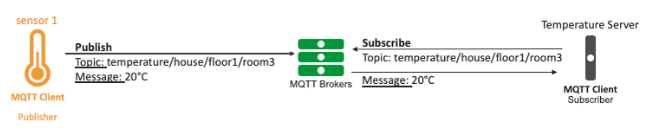 sensor 1
MQTT Client
Publisher
Publish
Topic: temperature/house/floor1/room3
Message: 20°C
MQTT Brokers
Subscribe
Topic: temperature/house/floor1/room3
Message: 20°C
Temperature Server
MQTT Client
Subscriber